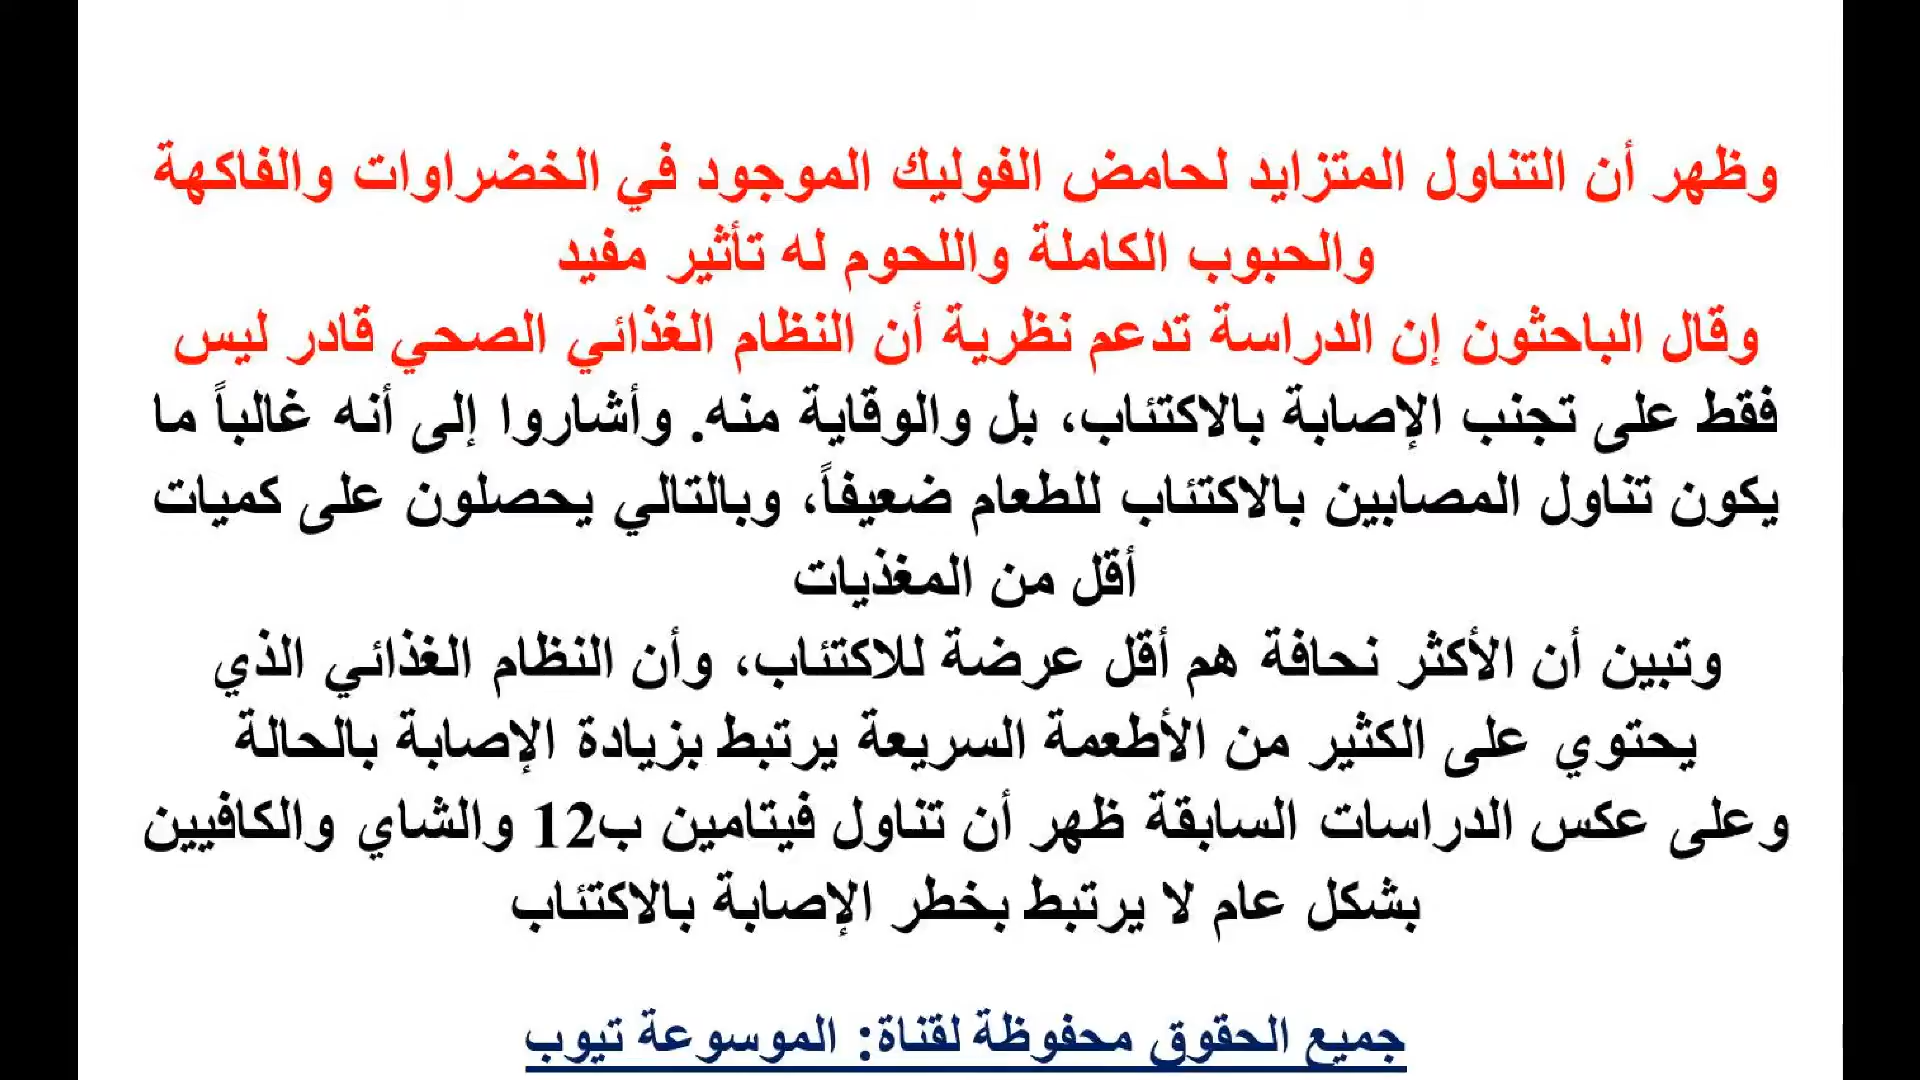 وظهر أن التناول المتزايد لحامض الفوليك الموجود في الخضراوات والفاكهة
والحبوب الكاملة واللحوم له تأثير مفيد
وقال الباحثون إن الدراسة تدعم نظرية أن النظام الغذائي الصحي قادر ليس
فقط على تجنب الإصابة بالاكتئاب، بل والوقاية منه. وأشاروا إلى أنه غالباً ما
يكون تناول المصابين بالاكتئاب للطعام ضعيفاً، وبالتالي يحصلون على كميات
أقل من المغذيات
وتبين أن الأكثر نحافة هم أقل عرضة للاكتئاب، وأن النظام الغذائي الذي
يحتوي على الكثير من الأطعمة السريعة يرتبط بزيادة الإصابة بالحالة
وعلى عكس الدراسات السابقة ظهر أن تناول فيتامين ب12 والشاي والكافيين
بشكل عام لا يرتبط بخطر الإصابة بالاكتئاب
جميع الحقوق محفوظة لقناة: الموسوعة تيوب